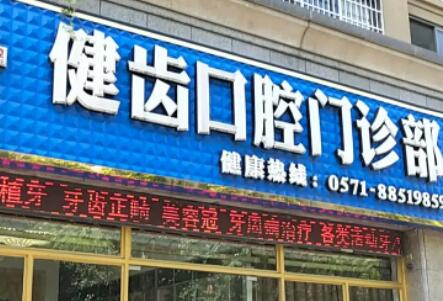 健齿口腔门诊部
健康热线：0571-8851985
植牙 牙齿正畸 美容冠 牙周病治疗 各类活动牙